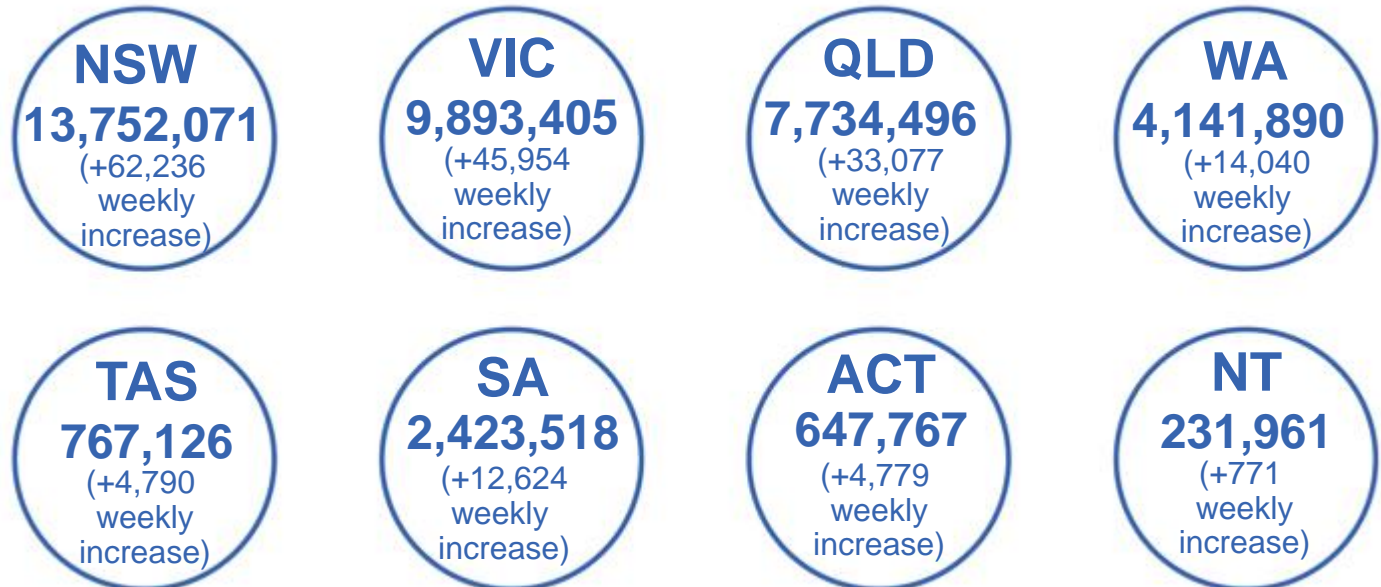 NSW
13,752,071
(+62,236
weekly
increase)
VIC
9,893,405
(+45,954
weekly
increase)
QLD
7,734,496
(+33,077
weekly
increase)
WA
4,141,890
(+14,040
weekly
increase)
TAS
767,126
(+4,790
weekly
increase)
SA
2,423,518
(+12,624
weekly
increase)
ACT
647,767
(+4,779
weekly
increase)
NT
231,961
(+771
weekly
increase)